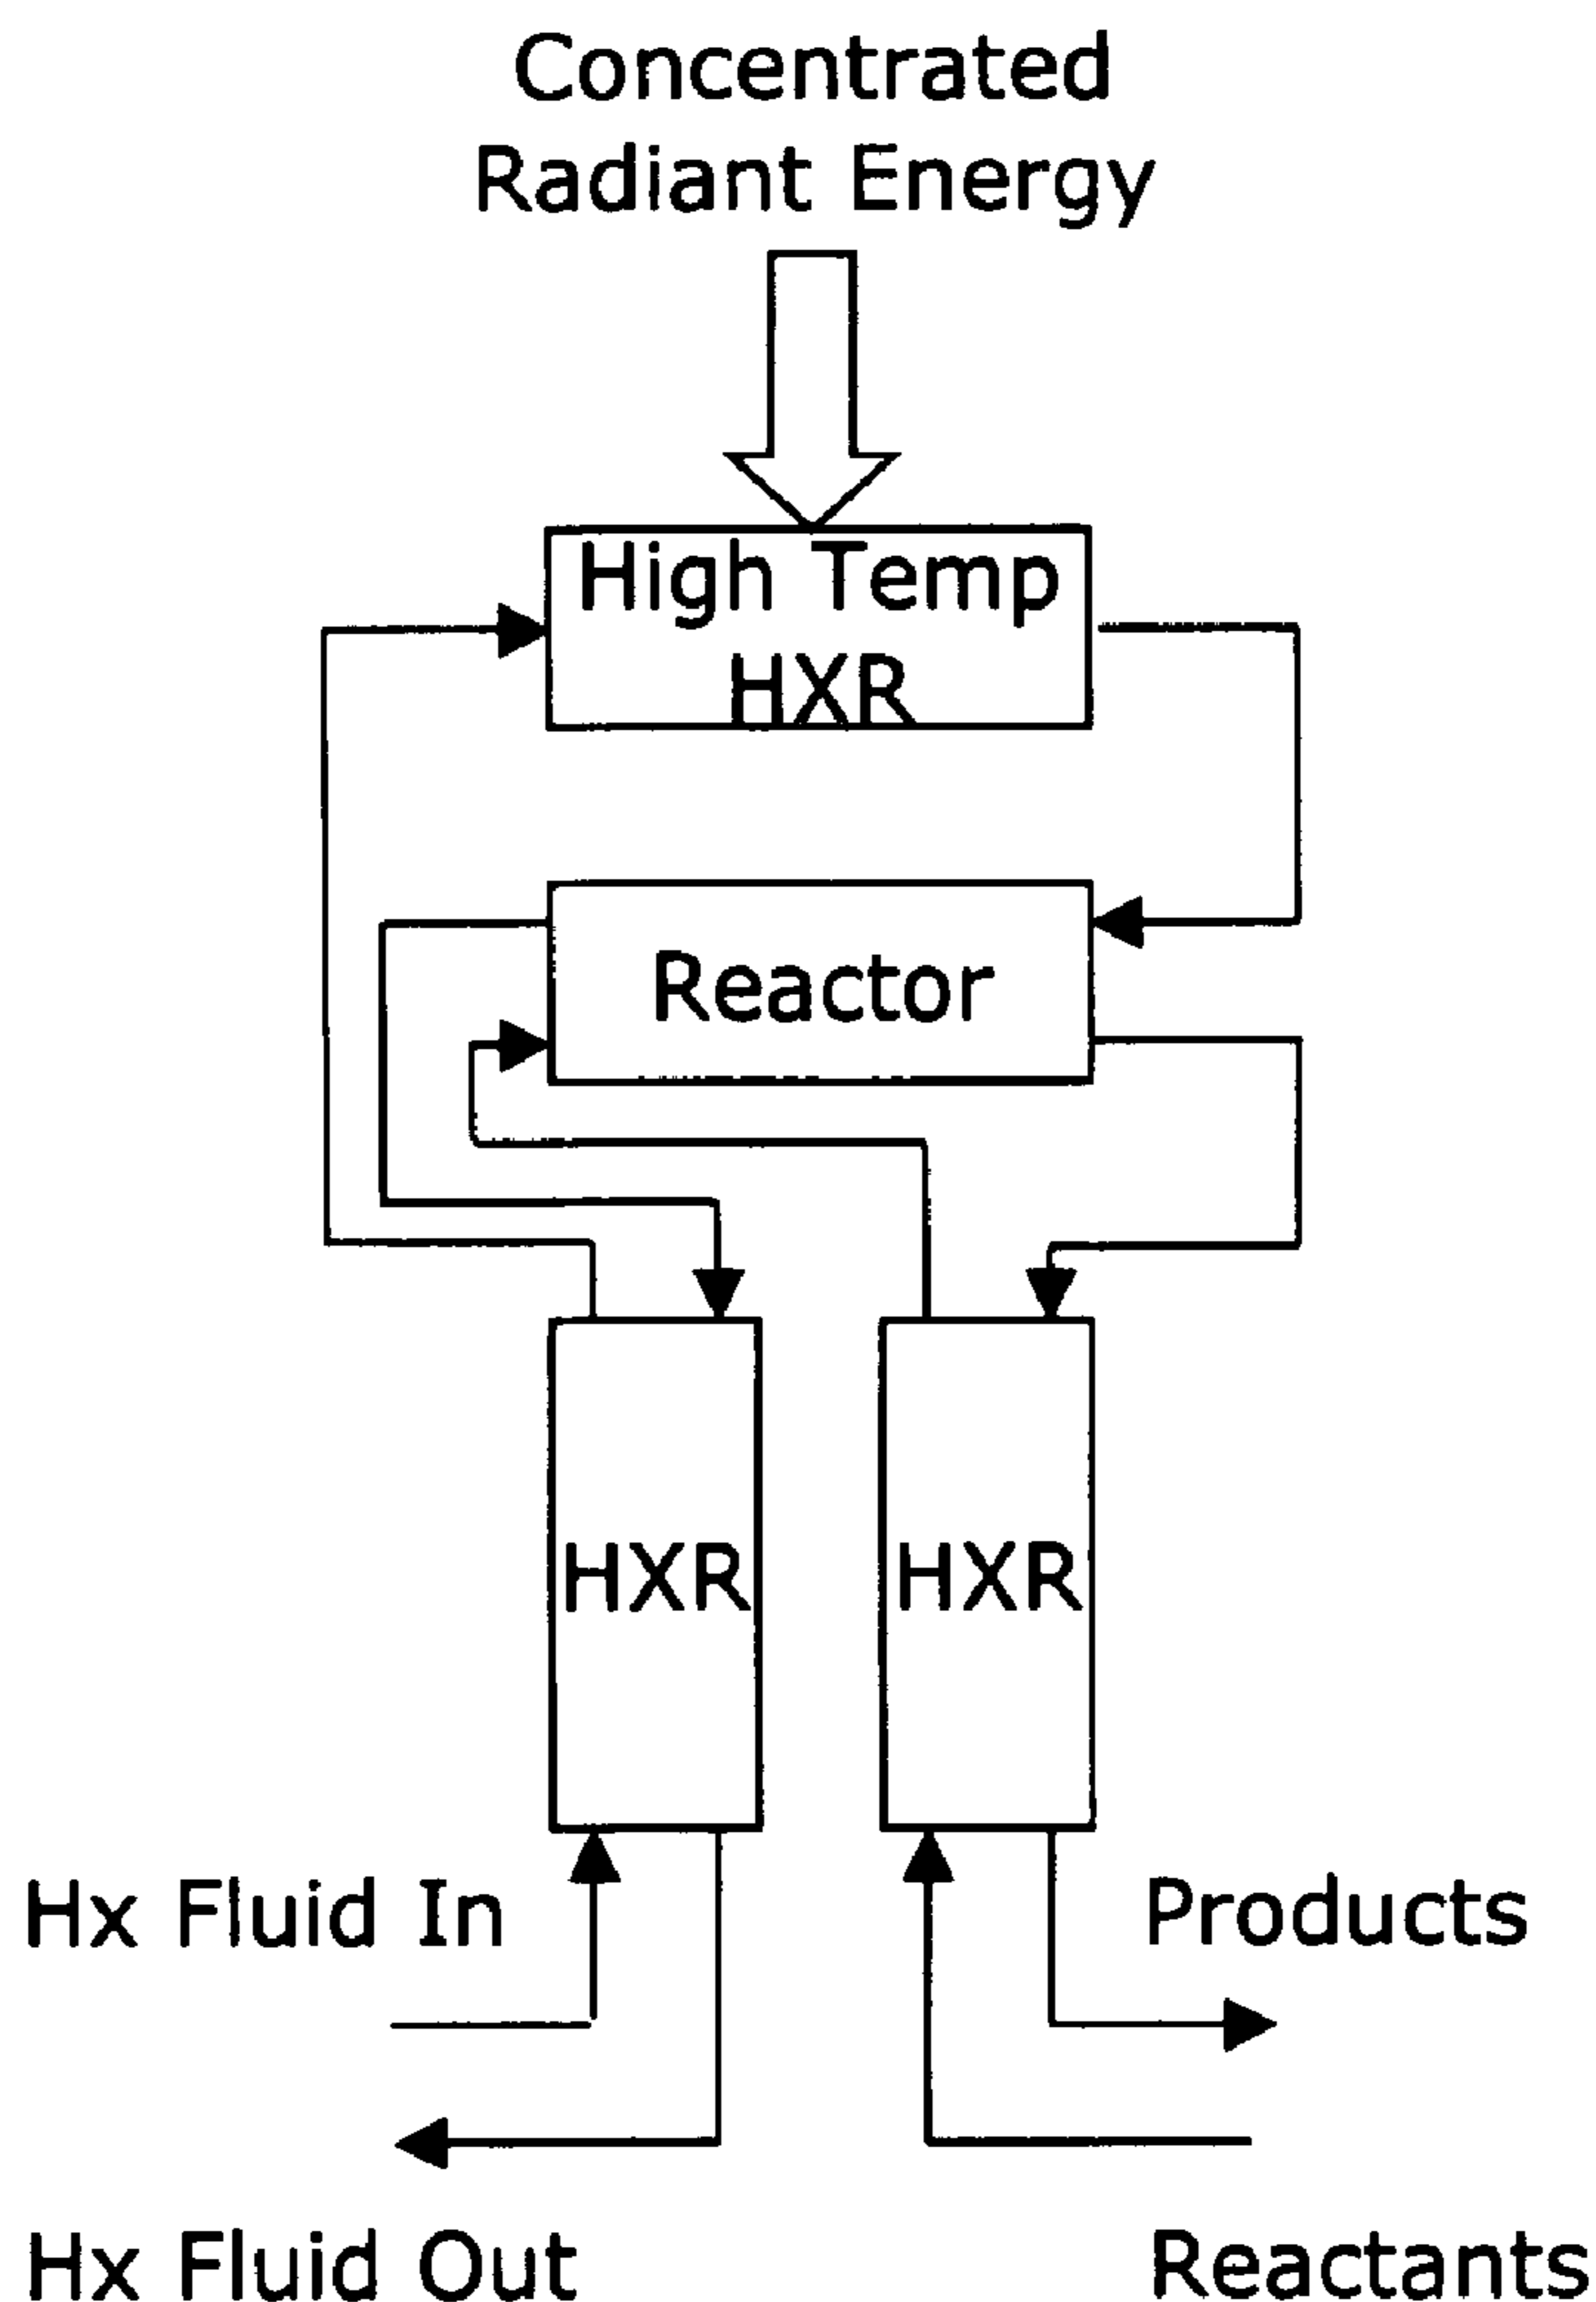 Concentrated
Radiant Energy
High Temp
HXR
Reactor
HXR
HXR
Hx Fluid In
Products
Hx Fluid Out
Reactants